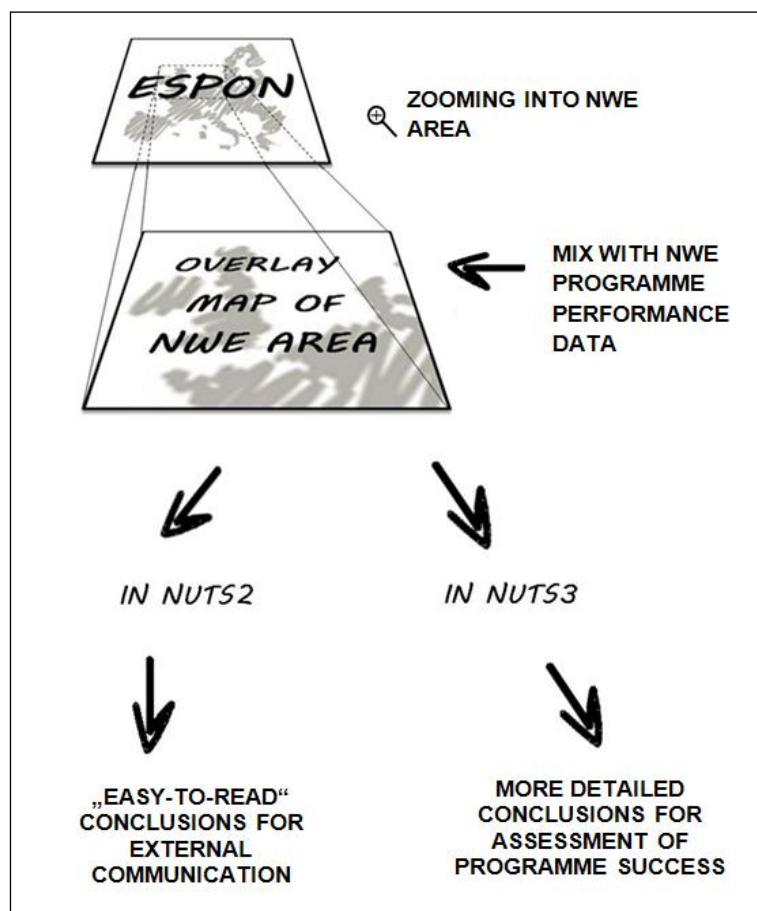 ESPON
ZOOMING INTO NWE
AREA
OVERLAY
MAP OF
NWE AREA
MIX WITH NWE
PROGRAMME
PERFORMANCE
DATA
IN NUTS2
IN NUTS3
„EASY-TO-READ“
CONCLUSIONS FOR
EXTERNAL
COMMUNICATION
MORE DETAILED
CONCLUSIONS FOR
ASSESSMENT OF
PROGRAMME SUCCESS